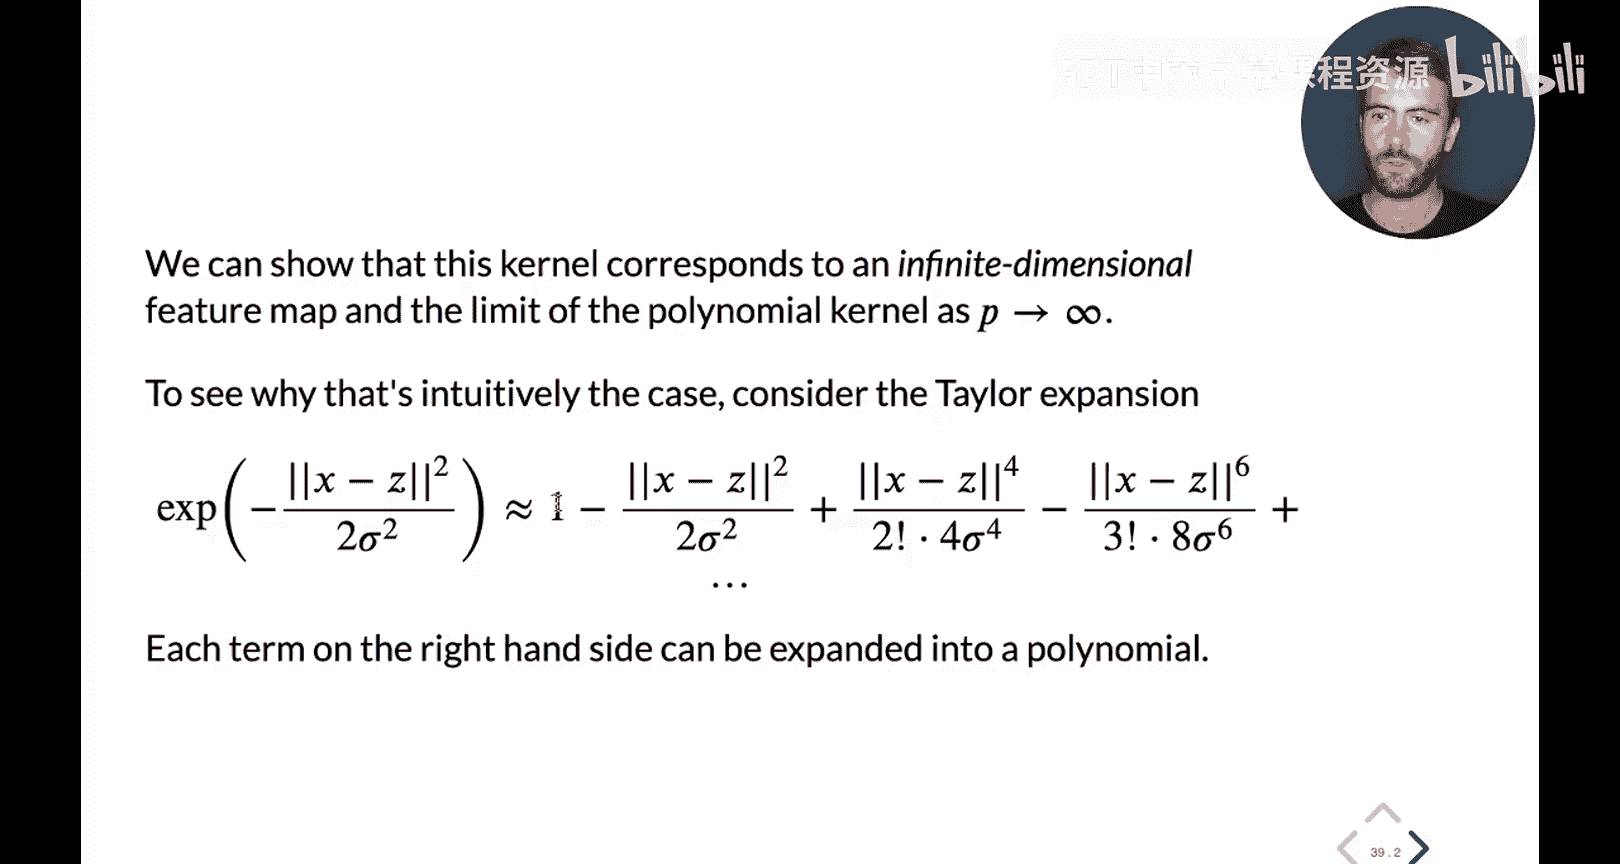 程资源 bilibili
We can show that this kernel corresponds to an infinite-dimensional
feature map and the limit of the polynomial kernel as p → ∞.
To see why that's intuitively the case, consider the Taylor expansion
exp(−||x − z||²/2σ²) ≈ 1 − ||x − z||²/2σ² + ||x − z||⁴/2! · 4σ⁴ − ||x − z||⁶/3! · 8σ⁶ +
…
Each term on the right hand side can be expanded into a polynomial.
39.2